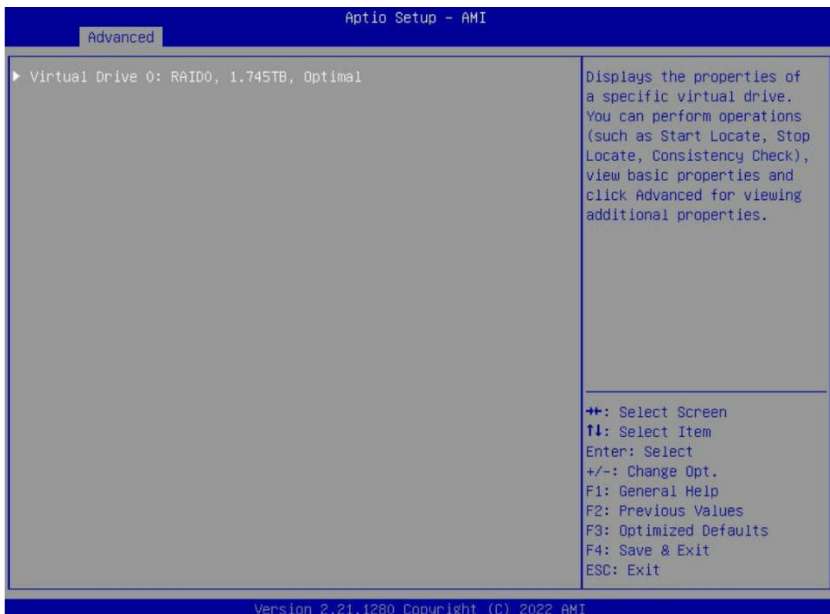 Aptio Setup – AMI
Advanced
▶ Virtual Drive 0: RAID0, 1.745TB, Optimal
Displays the properties of
a specific virtual drive.
You can perform operations
(such as Start Locate, Stop
Locate, Consistency Check),
view basic properties and
click Advanced for viewing
additional properties.
→←: Select Screen
↑↓: Select Item
Enter: Select
+/-: Change Opt.
F1: General Help
F2: Previous Values
F3: Optimized Defaults
F4: Save & Exit
ESC: Exit
Version 2.21.1280 Copyright (C) 2022 AMI